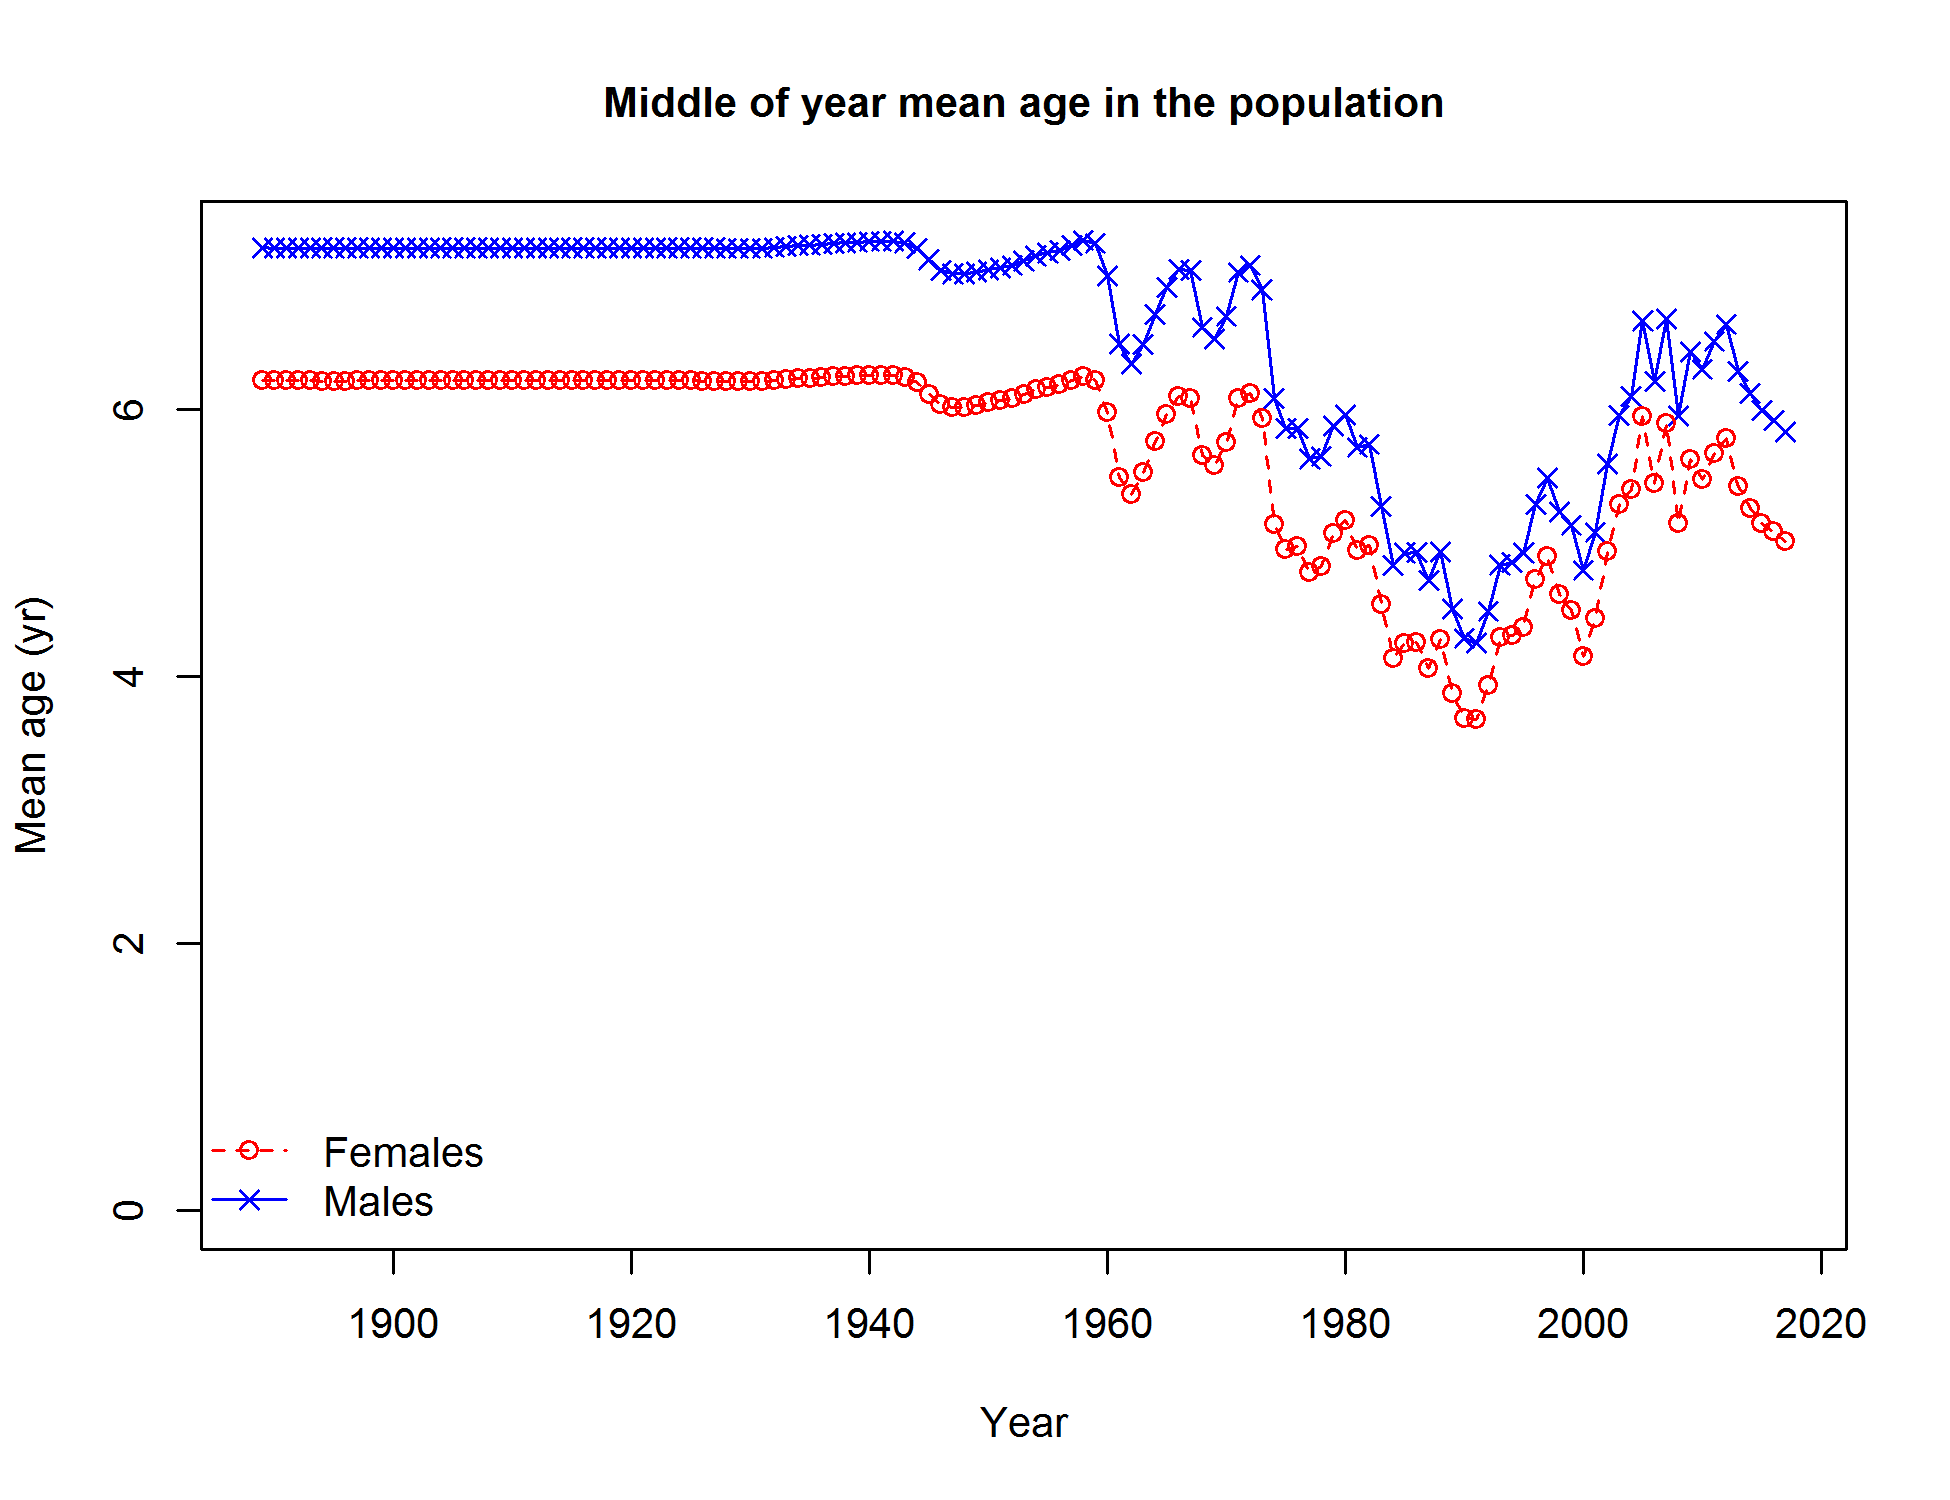 Middle of year mean age in the population
Mean age (yr)
6
4
2
0
Females
Males
1900 1920 1940 1960 1980 2000 2020
Year